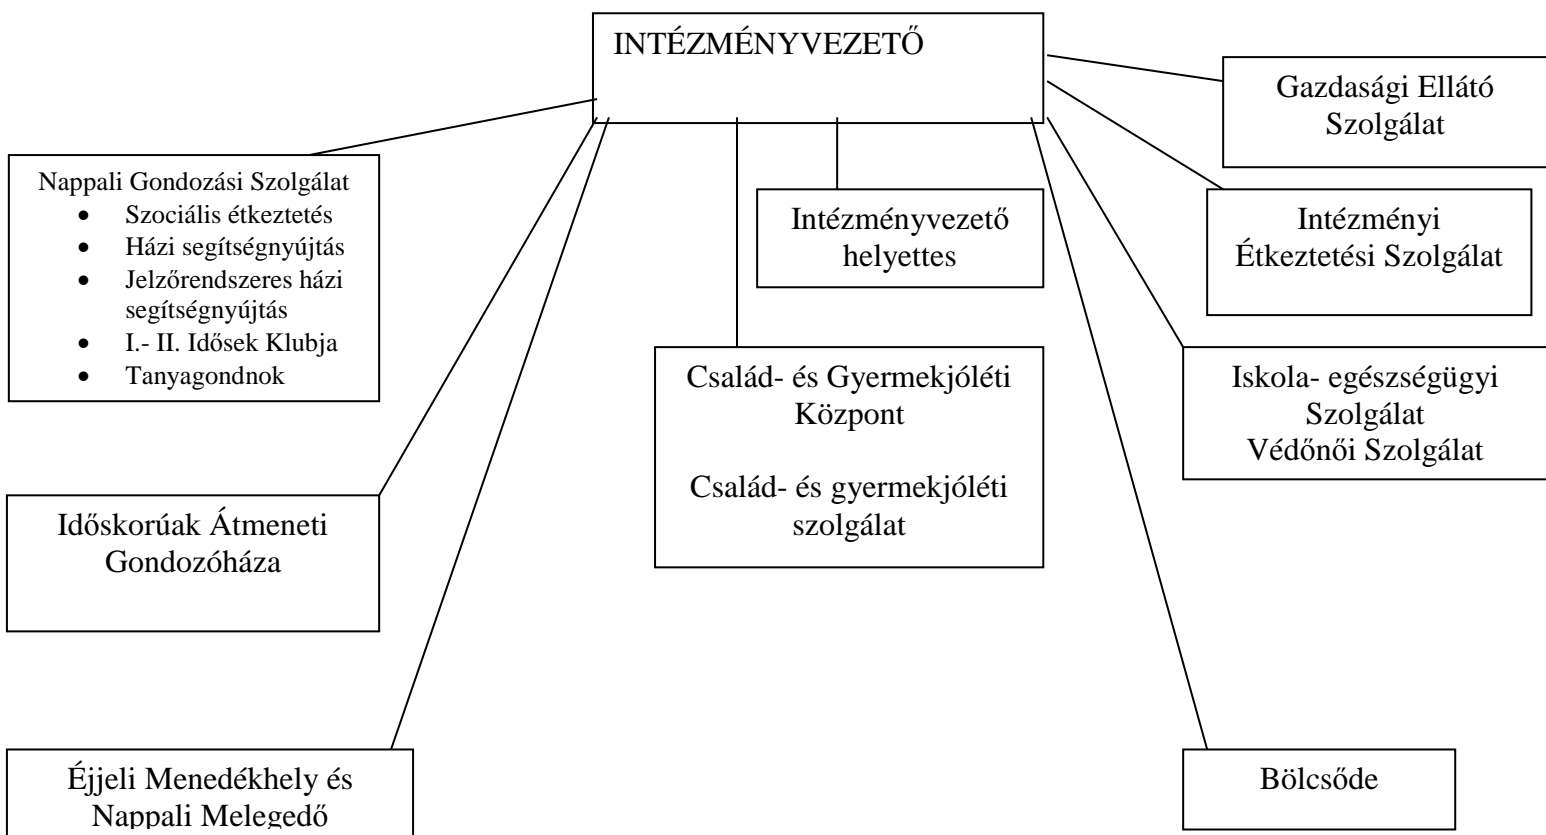 INTÉZMÉNYVEZETŐ
Gazdasági Ellátó
Szolgálat
Nappali Gondozási Szolgálat
• Szociális étkeztetés
• Házi segítségnyújtás
• Jelzőrendszeres házi
segítségnyújtás
• I.- II. Idősek Klubja
• Tanyagondnok
Intézményvezető
helyettes
Intézményi
Étkeztetési Szolgálat
Család- és Gyermekjóléti
Központ
Család- és gyermekjóléti
szolgálat
Iskola- egészségügyi
Szolgálat
Védőnői Szolgálat
Időskorúak Átmeneti
Gondozóháza
Éjjeli Menedékhely és
Nappali Melegedő
Bölcsőde